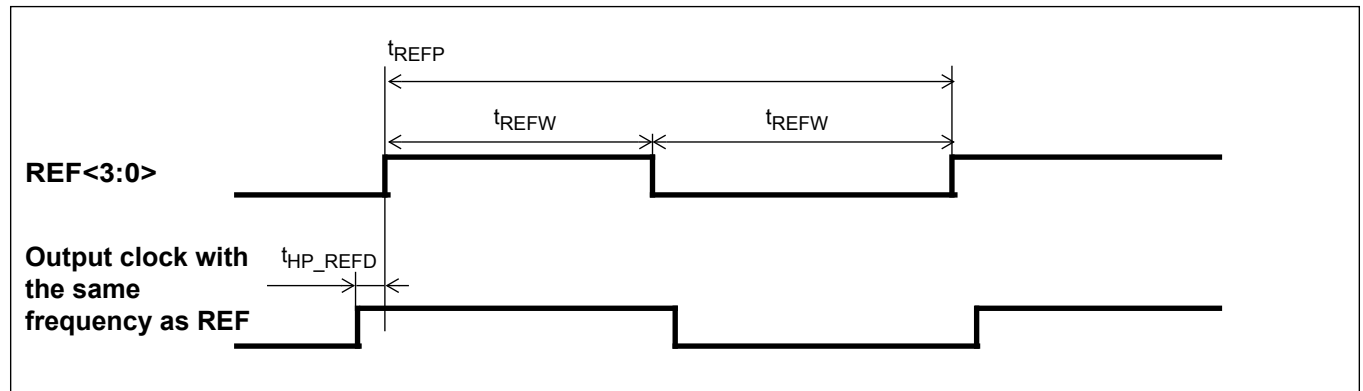 tREFP
tREFW
tREFW
REF<3:0>
Output clock with
the same
frequency as REF
tHP_REFD